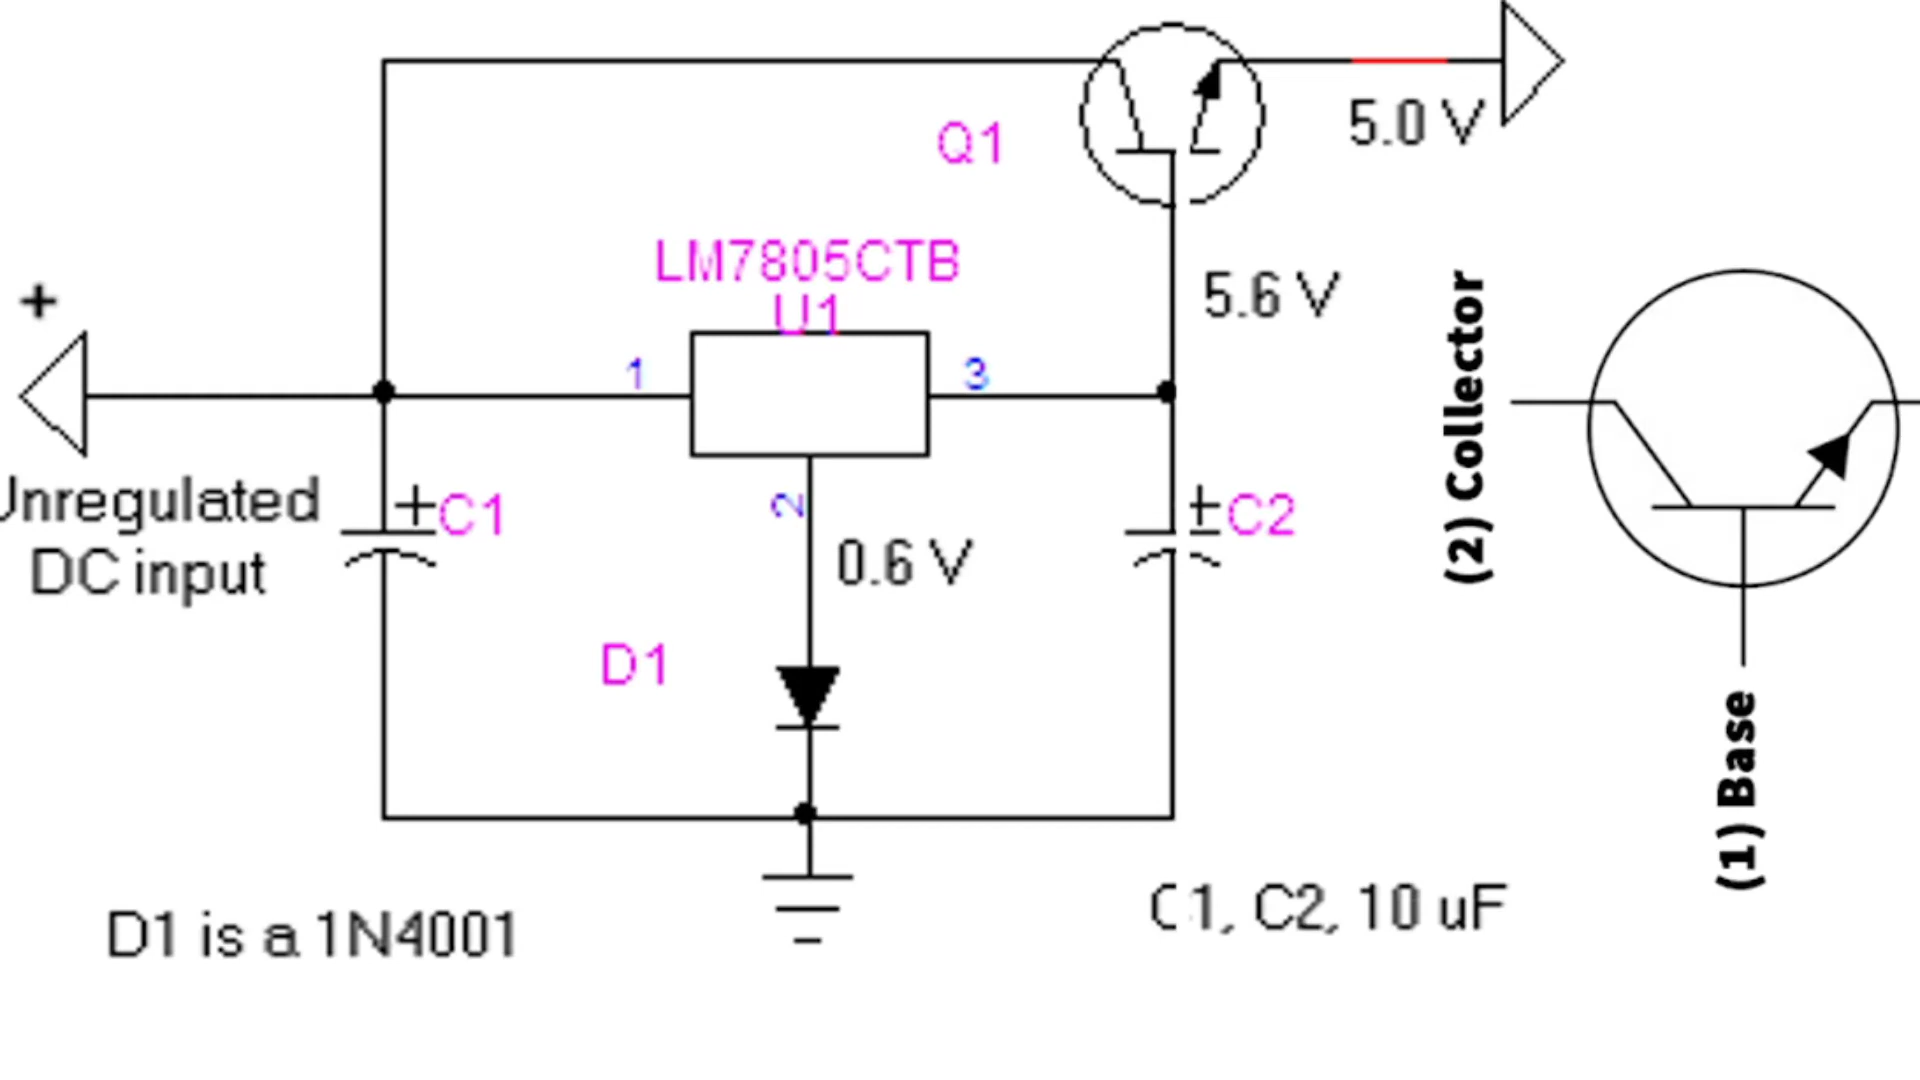 Q1
5.0 V
LM7805CTB
U1
+
5.6 V
1
3
Unregulated
DC input
+C1
2
0.6 V
+C2
D1
(2) Collector
(1) Base
D1 is a 1N4001
C1, C2, 10 uF